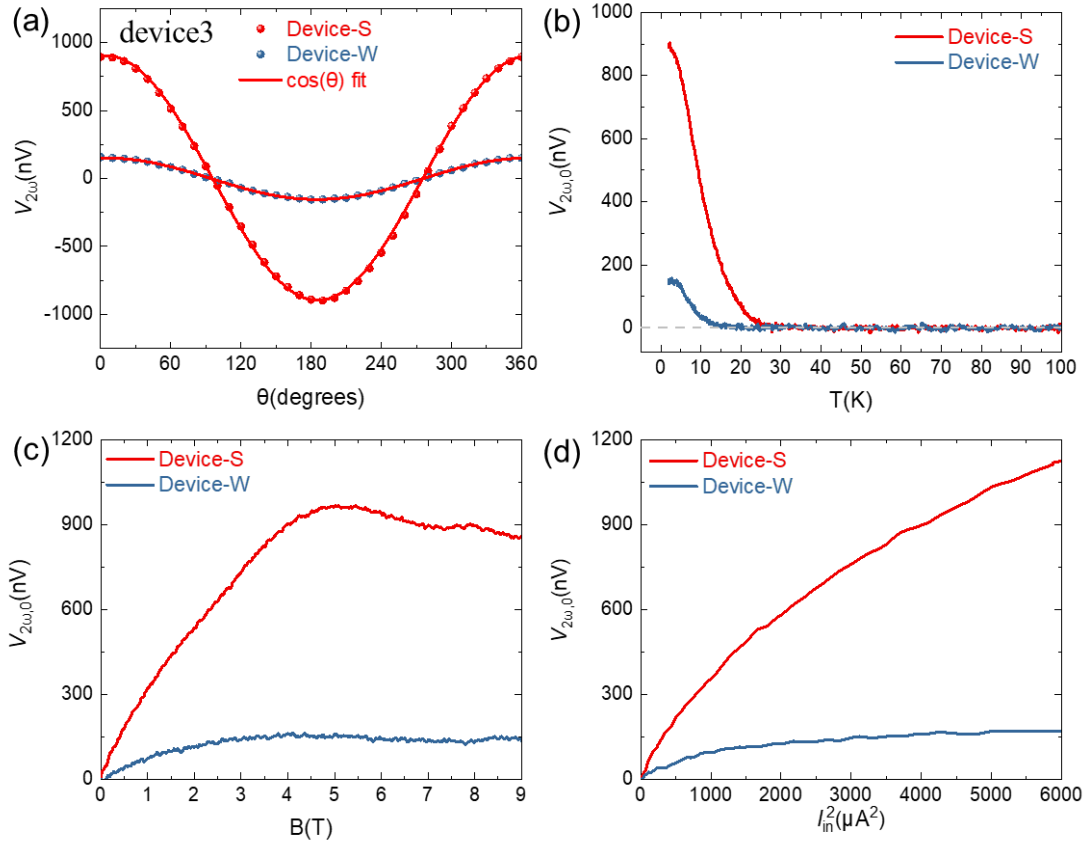 (a)
device3
Device-S
Device-W
cos(θ) fit
1000
500
0
-500
-1000
V2ω(nV)
0 60 120 180 240 300 360
θ(degrees)
(b)
Device-S
Device-W
1000
800
600
400
200
0
V2ω,0(nV)
0 10 20 30 40 50 60 70 80 90 100
T(K)
(c)
Device-S
Device-W
1200
900
600
300
0
V2ω,0(nV)
0 1 2 3 4 5 6 7 8 9
B(T)
(d)
Device-S
Device-W
1200
900
600
300
0
V2ω,0(nV)
0 1000 2000 3000 4000 5000 6000
Iin²(μA²)